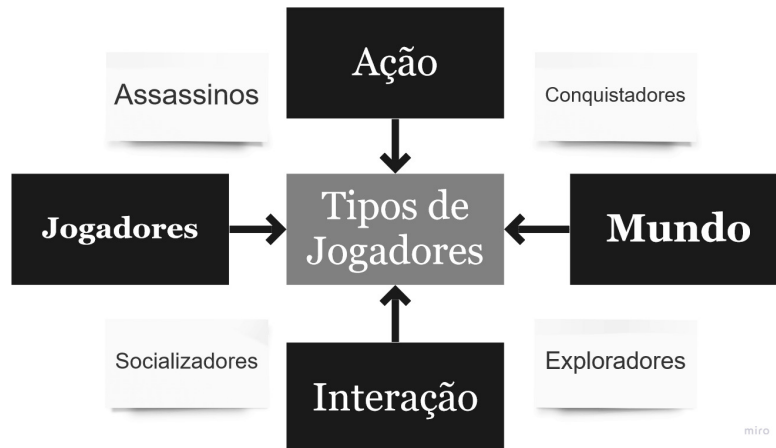 Ação
Assassinos
Conquistadores
Jogadores
Tipos de
Jogadores
Mundo
Socializadores
Exploradores
Interação
miro